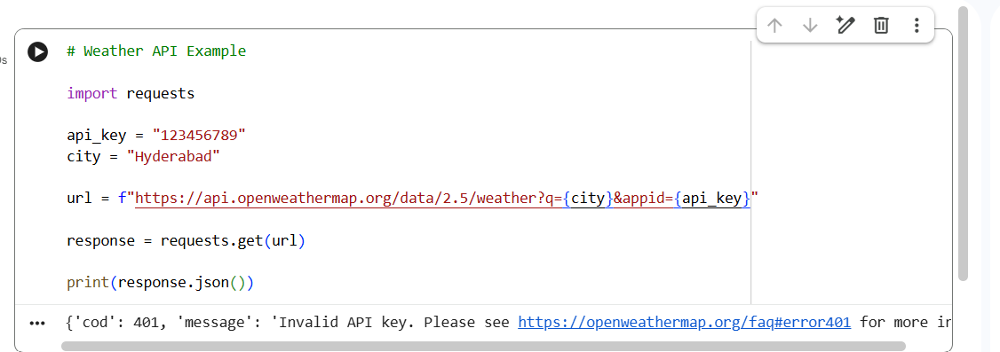 # Weather API Example
import requests
api_key = "123456789"
city = "Hyderabad"
url = f"https://api.openweathermap.org/data/2.5/weather?q={city}&appid={api_key}"
response = requests.get(url)
print(response.json())
{'cod': 401, 'message': 'Invalid API key. Please see https://openweathermap.org/faq#error401 for more